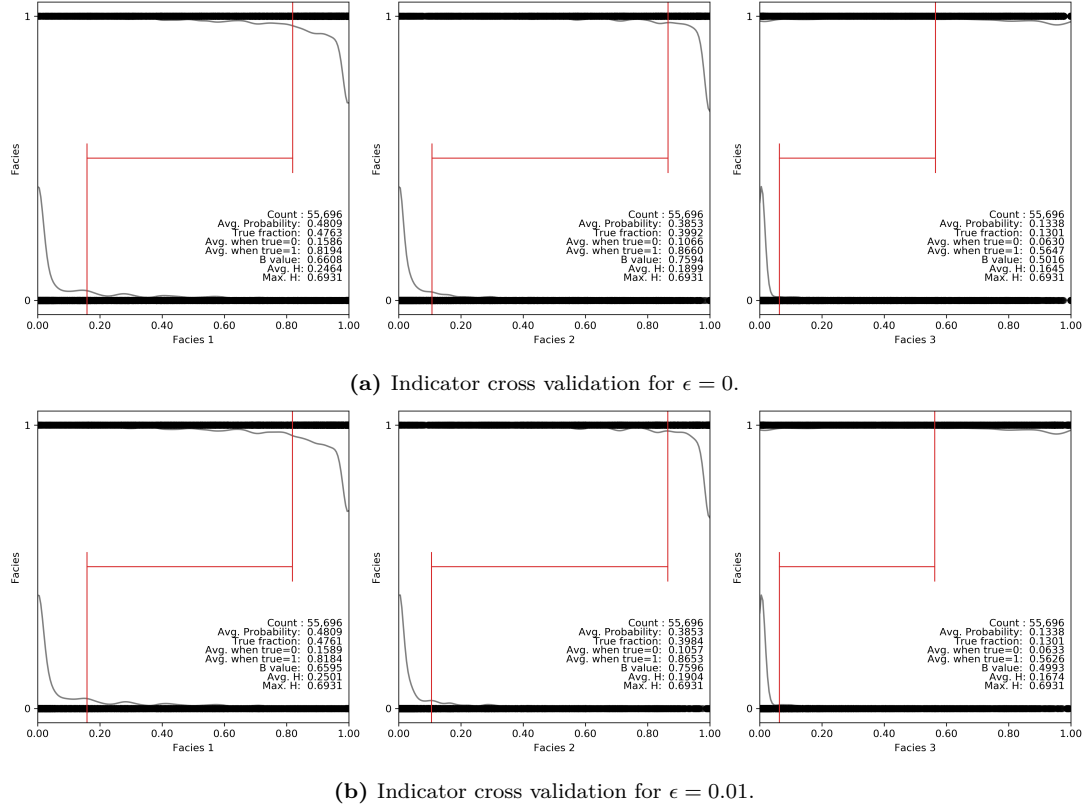 1
0
Facies
Count : 55,696
Avg. Probability: 0.4809
True fraction: 0.4763
Avg. when true=0: 0.1586
Avg. when true=1: 0.8194
B value: 0.6608
Avg. H: 0.2464
Max. H: 0.6931
0.00 0.20 0.40 0.60 0.80 1.00
Facies 1
1
0
Facies
Count : 55,696
Avg. Probability: 0.3853
True fraction: 0.3992
Avg. when true=0: 0.1066
Avg. when true=1: 0.8660
B value: 0.7594
Avg. H: 0.1899
Max. H: 0.6931
0.00 0.20 0.40 0.60 0.80 1.00
Facies 2
1
0
Facies
Count : 55,696
Avg. Probability: 0.1338
True fraction: 0.1301
Avg. when true=0: 0.0630
Avg. when true=1: 0.5647
B value: 0.5016
Avg. H: 0.1645
Max. H: 0.6931
0.00 0.20 0.40 0.60 0.80 1.00
Facies 3
(a) Indicator cross validation for ϵ = 0.
1
0
Facies
Count : 55,696
Avg. Probability: 0.4809
True fraction: 0.4761
Avg. when true=0: 0.1589
Avg. when true=1: 0.8184
B value: 0.6595
Avg. H: 0.2501
Max. H: 0.6931
0.00 0.20 0.40 0.60 0.80 1.00
Facies 1
1
0
Facies
Count : 55,696
Avg. Probability: 0.3853
True fraction: 0.3984
Avg. when true=0: 0.1057
Avg. when true=1: 0.8653
B value: 0.7596
Avg. H: 0.1904
Max. H: 0.6931
0.00 0.20 0.40 0.60 0.80 1.00
Facies 2
1
0
Facies
Count : 55,696
Avg. Probability: 0.1338
True fraction: 0.1301
Avg. when true=0: 0.0633
Avg. when true=1: 0.5626
B value: 0.4993
Avg. H: 0.1674
Max. H: 0.6931
0.00 0.20 0.40 0.60 0.80 1.00
Facies 3
(b) Indicator cross validation for ϵ = 0.01.